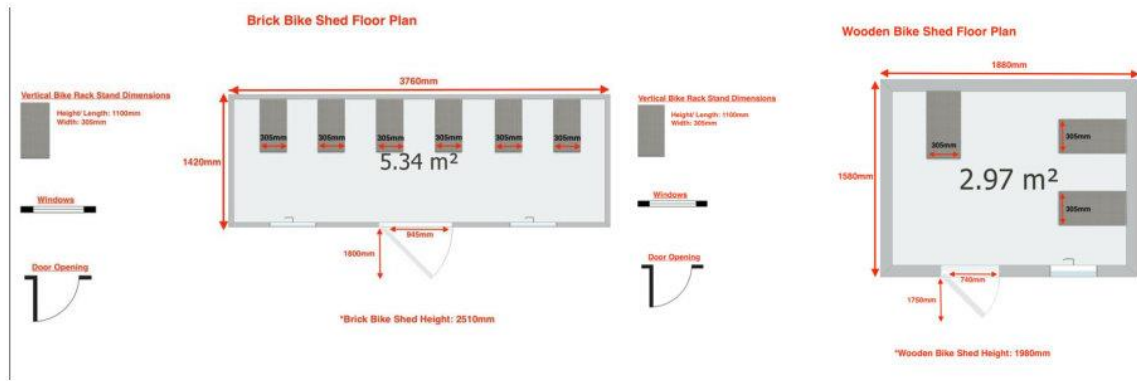 Brick Bike Shed Floor Plan
3760mm
Vertical Bike Rack Stand Dimensions
Height/ Length: 1100mm
Width: 305mm
1420mm
305mm
305mm
305mm
305mm
305mm
305mm
5.34 m²
Windows
945mm
1800mm
Door Opening
*Brick Bike Shed Height: 2510mm
Wooden Bike Shed Floor Plan
1880mm
Vertical Bike Rack Stand Dimensions
Height/ Length: 1100mm
Width: 305mm
305mm
305mm
1580mm
2.97 m²
305mm
Windows
Door Opening
740mm
1750mm
*Wooden Bike Shed Height: 1980mm